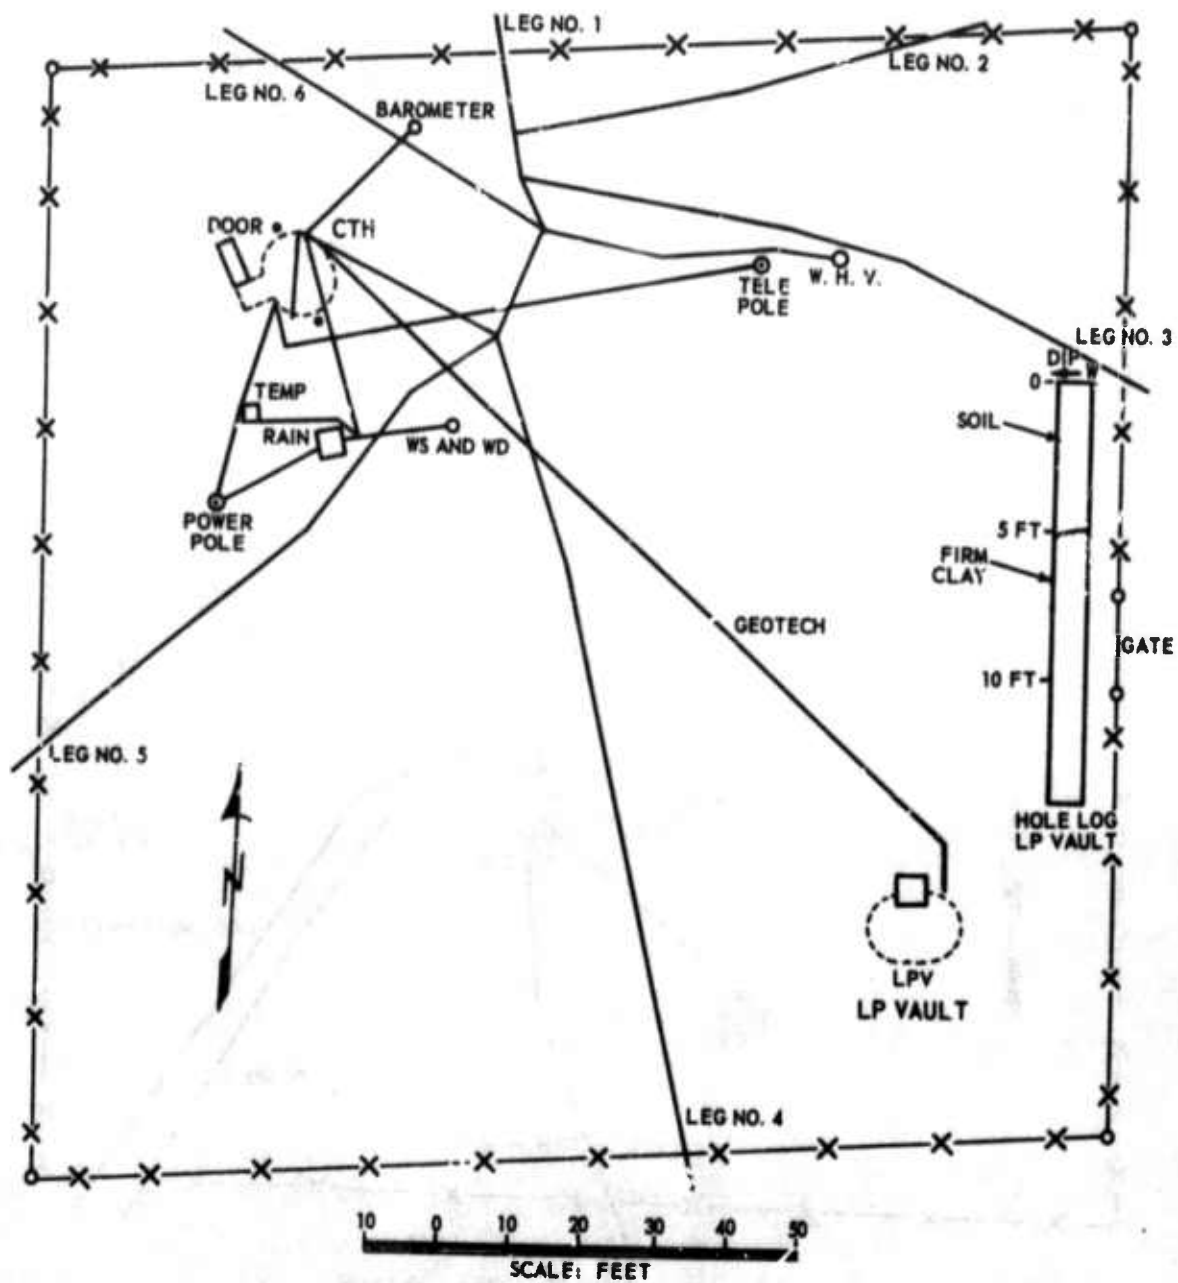 LEG NO. 1
LEG NO. 2
LEG NO. 6
BAROMETER
DOOR
CTH
W. H. V.
TELE
POLE
LEG NO. 3
DIP
W
0
SOIL
TEMP
RAIN
WS AND WD
POWER
POLE
5 FT
FIRM
CLAY
GEOTECH
GATE
10 FT
LEG NO. 5
N
HOLE LOG
LP VAULT
LPV
LP VAULT
LEG NO. 4
10 0 10 20 30 40 50
SCALE: FEET